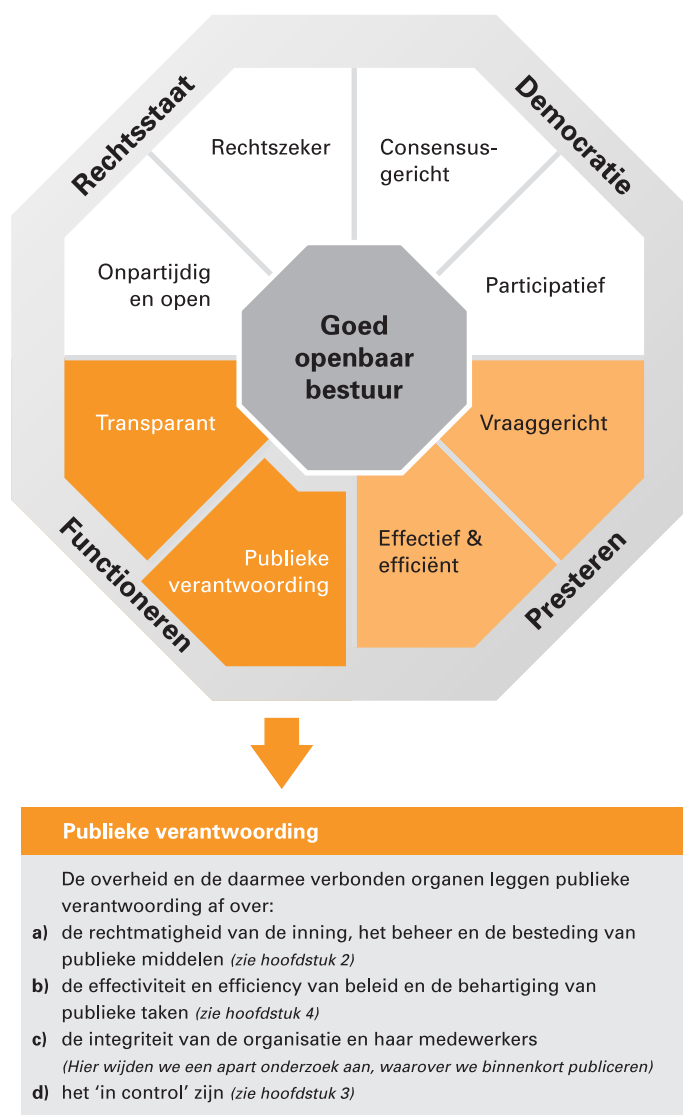 Rechtsstaat
Democratie
Rechtszeker
Consensus-
gericht
Onpartijdig
en open
Participatief
Goed
openbaar
bestuur
Transparant
Vraaggericht
Publieke
verantwoording
Effectief &
efficiënt
Functioneren
Presteren
Publieke verantwoording
De overheid en de daarmee verbonden organen leggen publieke
verantwoording af over:
a) de rechtmatigheid van de inning, het beheer en de besteding van
publieke middelen (zie hoofdstuk 2)
b) de effectiviteit en efficiency van beleid en de behartiging van
publieke taken (zie hoofdstuk 4)
c) de integriteit van de organisatie en haar medewerkers
(Hier wijden we een apart onderzoek aan, waarover we binnenkort publiceren)
d) het ‘in control’ zijn (zie hoofdstuk 3)